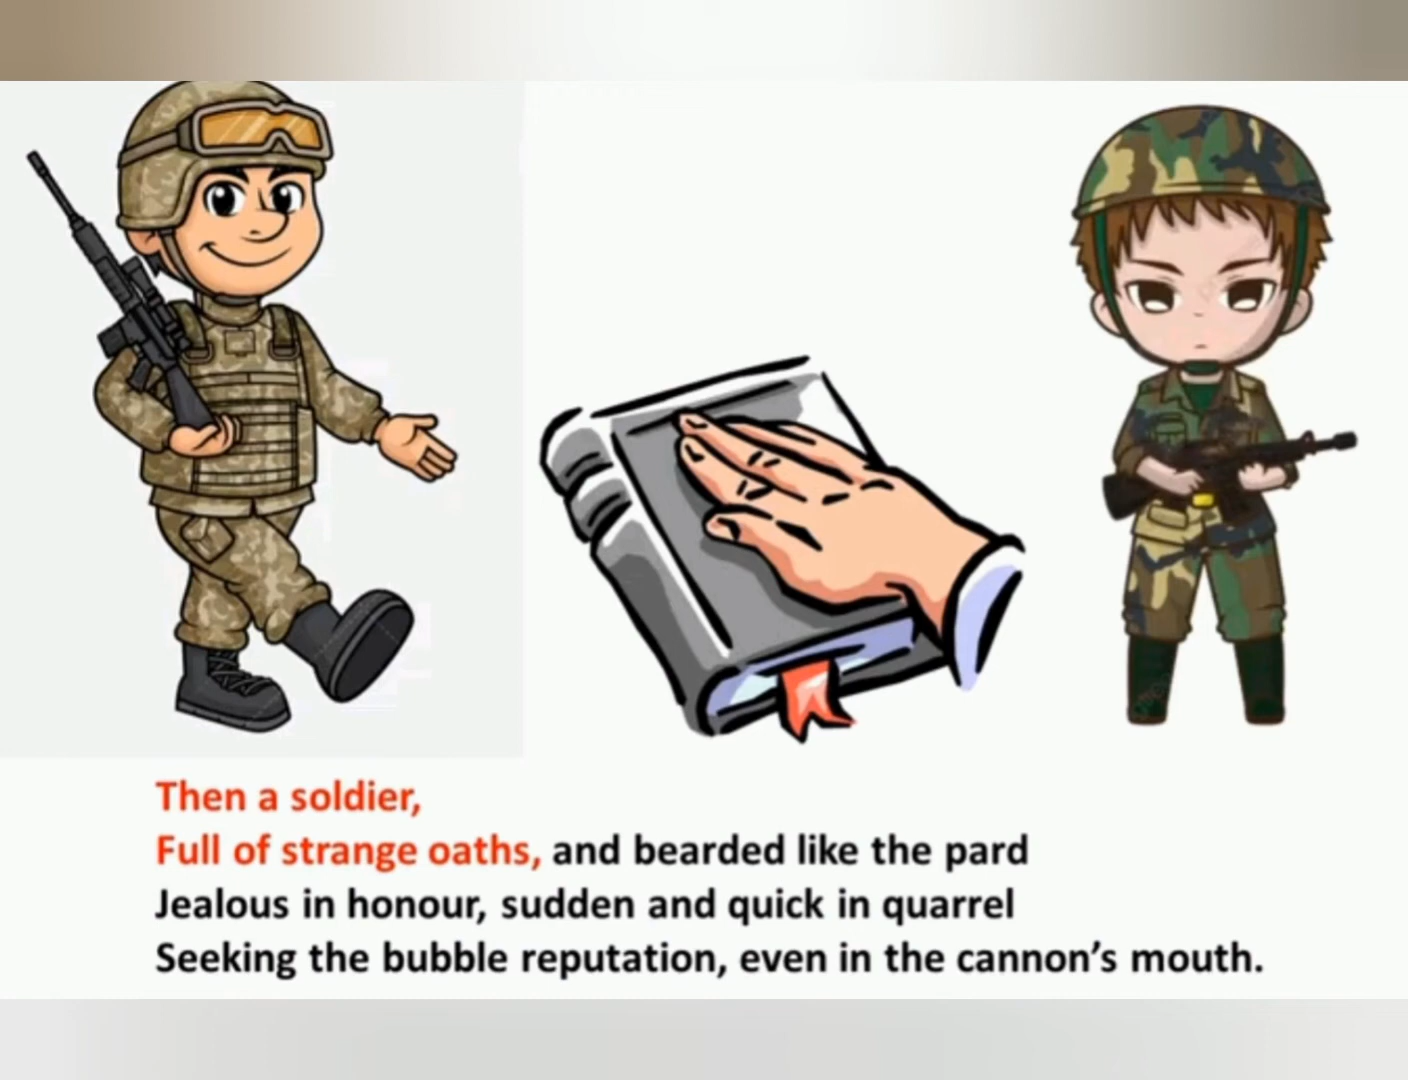 Then a soldier,
Full of strange oaths, and bearded like the pard
Jealous in honour, sudden and quick in quarrel
Seeking the bubble reputation, even in the cannon’s mouth.